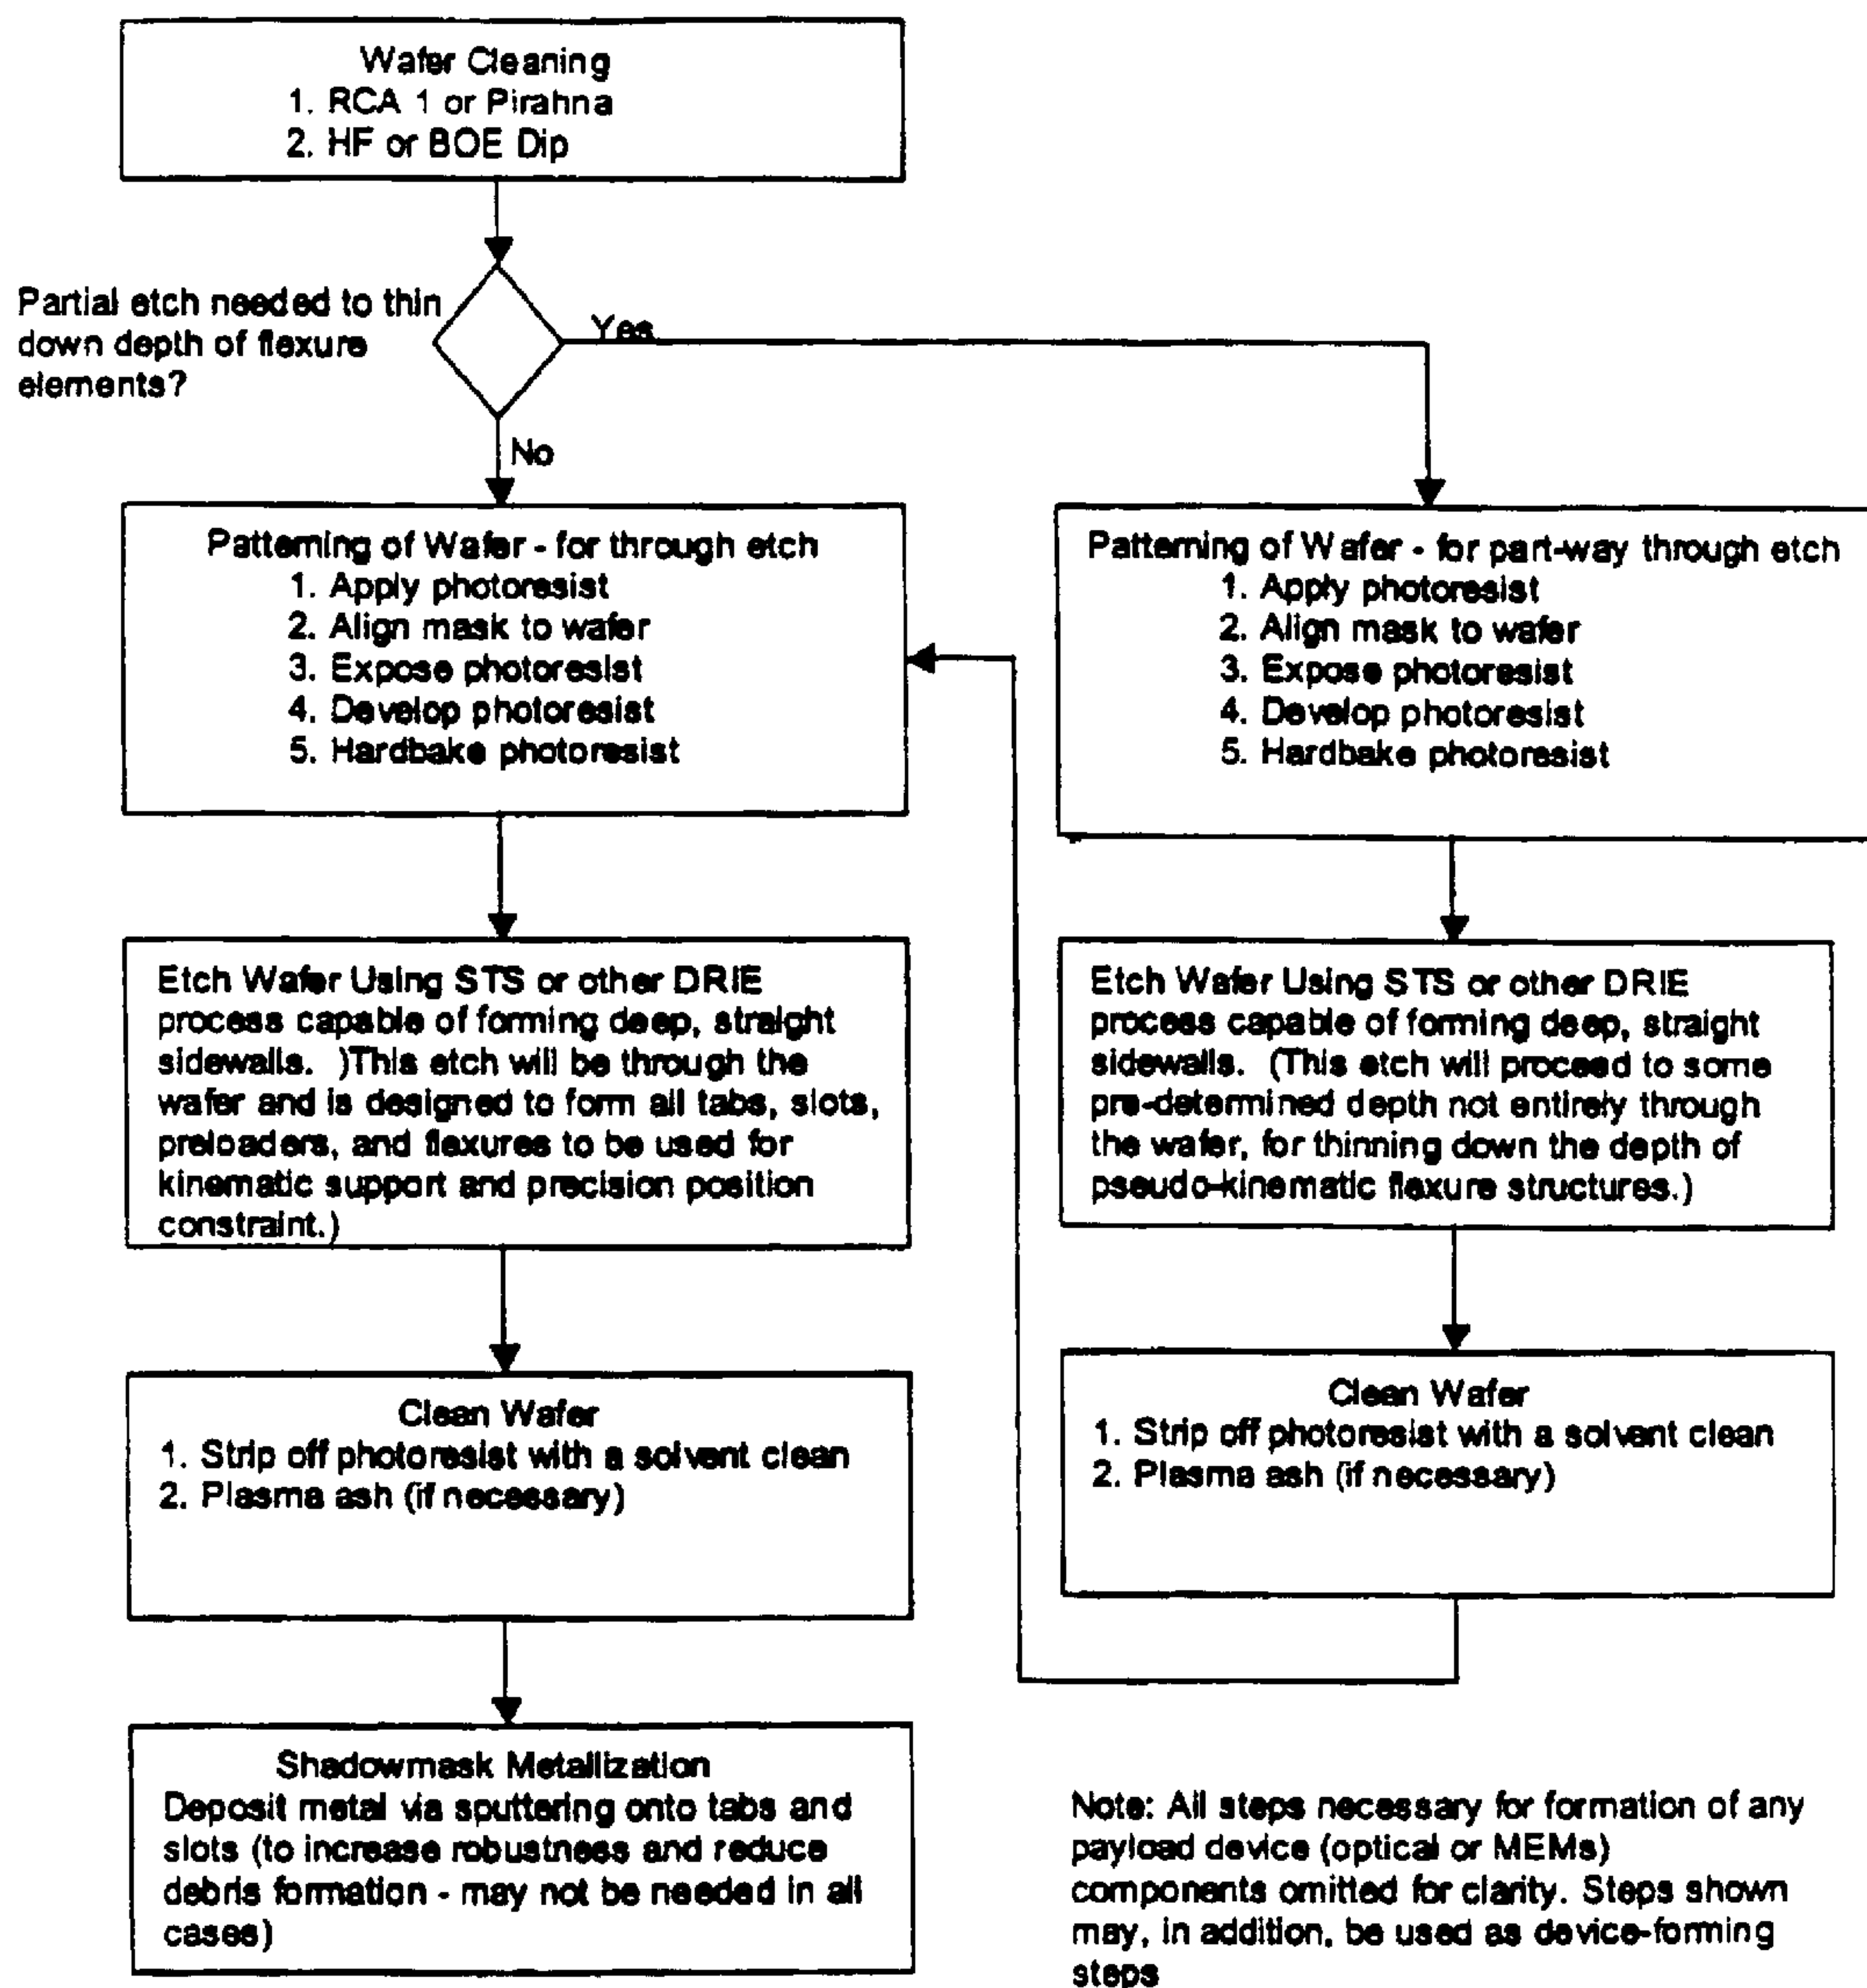 Wafer Cleaning
1. RCA 1 or Pirahna
2. HF or BOE Dip
Partial etch needed to thin
down depth of flexure
elements?
Yes
No
Patterning of Wafer - for through etch
1. Apply photoresist
2. Align mask to wafer
3. Expose photoresist
4. Develop photoresist
5. Hardbake photoresist
Patterning of Wafer - for part-way through etch
1. Apply photoresist
2. Align mask to wafer
3. Expose photoresist
4. Develop photoresist
5. Hardbake photoresist
Etch Wafer Using STS or other DRIE
process capable of forming deep, straight
sidewalls. )This etch will be through the
wafer and is designed to form all tabs, slots,
preloaders, and flexures to be used for
kinematic support and precision position
constraint.)
Etch Wafer Using STS or other DRIE
process capable of forming deep, straight
sidewalls. (This etch will proceed to some
pre-determined depth not entirely through
the wafer, for thinning down the depth of
pseudo-kinematic flexure structures.)
Clean Wafer
1. Strip off photoresist with a solvent clean
2. Plasma ash (if necessary)
Clean Wafer
1. Strip off photoresist with a solvent clean
2. Plasma ash (if necessary)
Shadowmask Metallization
Deposit metal via sputtering onto tabs and
slots (to increase robustness and reduce
debris formation - may not be needed in all
cases)
Note: All steps necessary for formation of any
payload device (optical or MEMs)
components omitted for clarity. Steps shown
may, in addition, be used as device-forming
steps